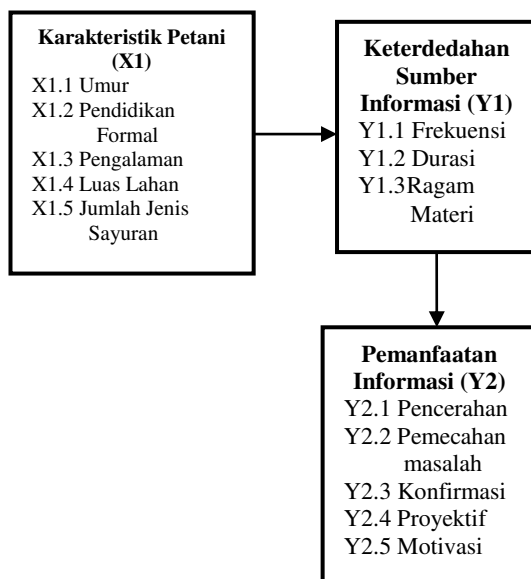 Karakteristik Petani
(X1)
X1.1 Umur
X1.2 Pendidikan
Formal
X1.3 Pengalaman
X1.4 Luas Lahan
X1.5 Jumlah Jenis
Sayuran
Keterdedahan
Sumber
Informasi (Y1)
Y1.1 Frekuensi
Y1.2 Durasi
Y1.3Ragam
Materi
Pemanfaatan
Informasi (Y2)
Y2.1 Pencerahan
Y2.2 Pemecahan
masalah
Y2.3 Konfirmasi
Y2.4 Proyektif
Y2.5 Motivasi